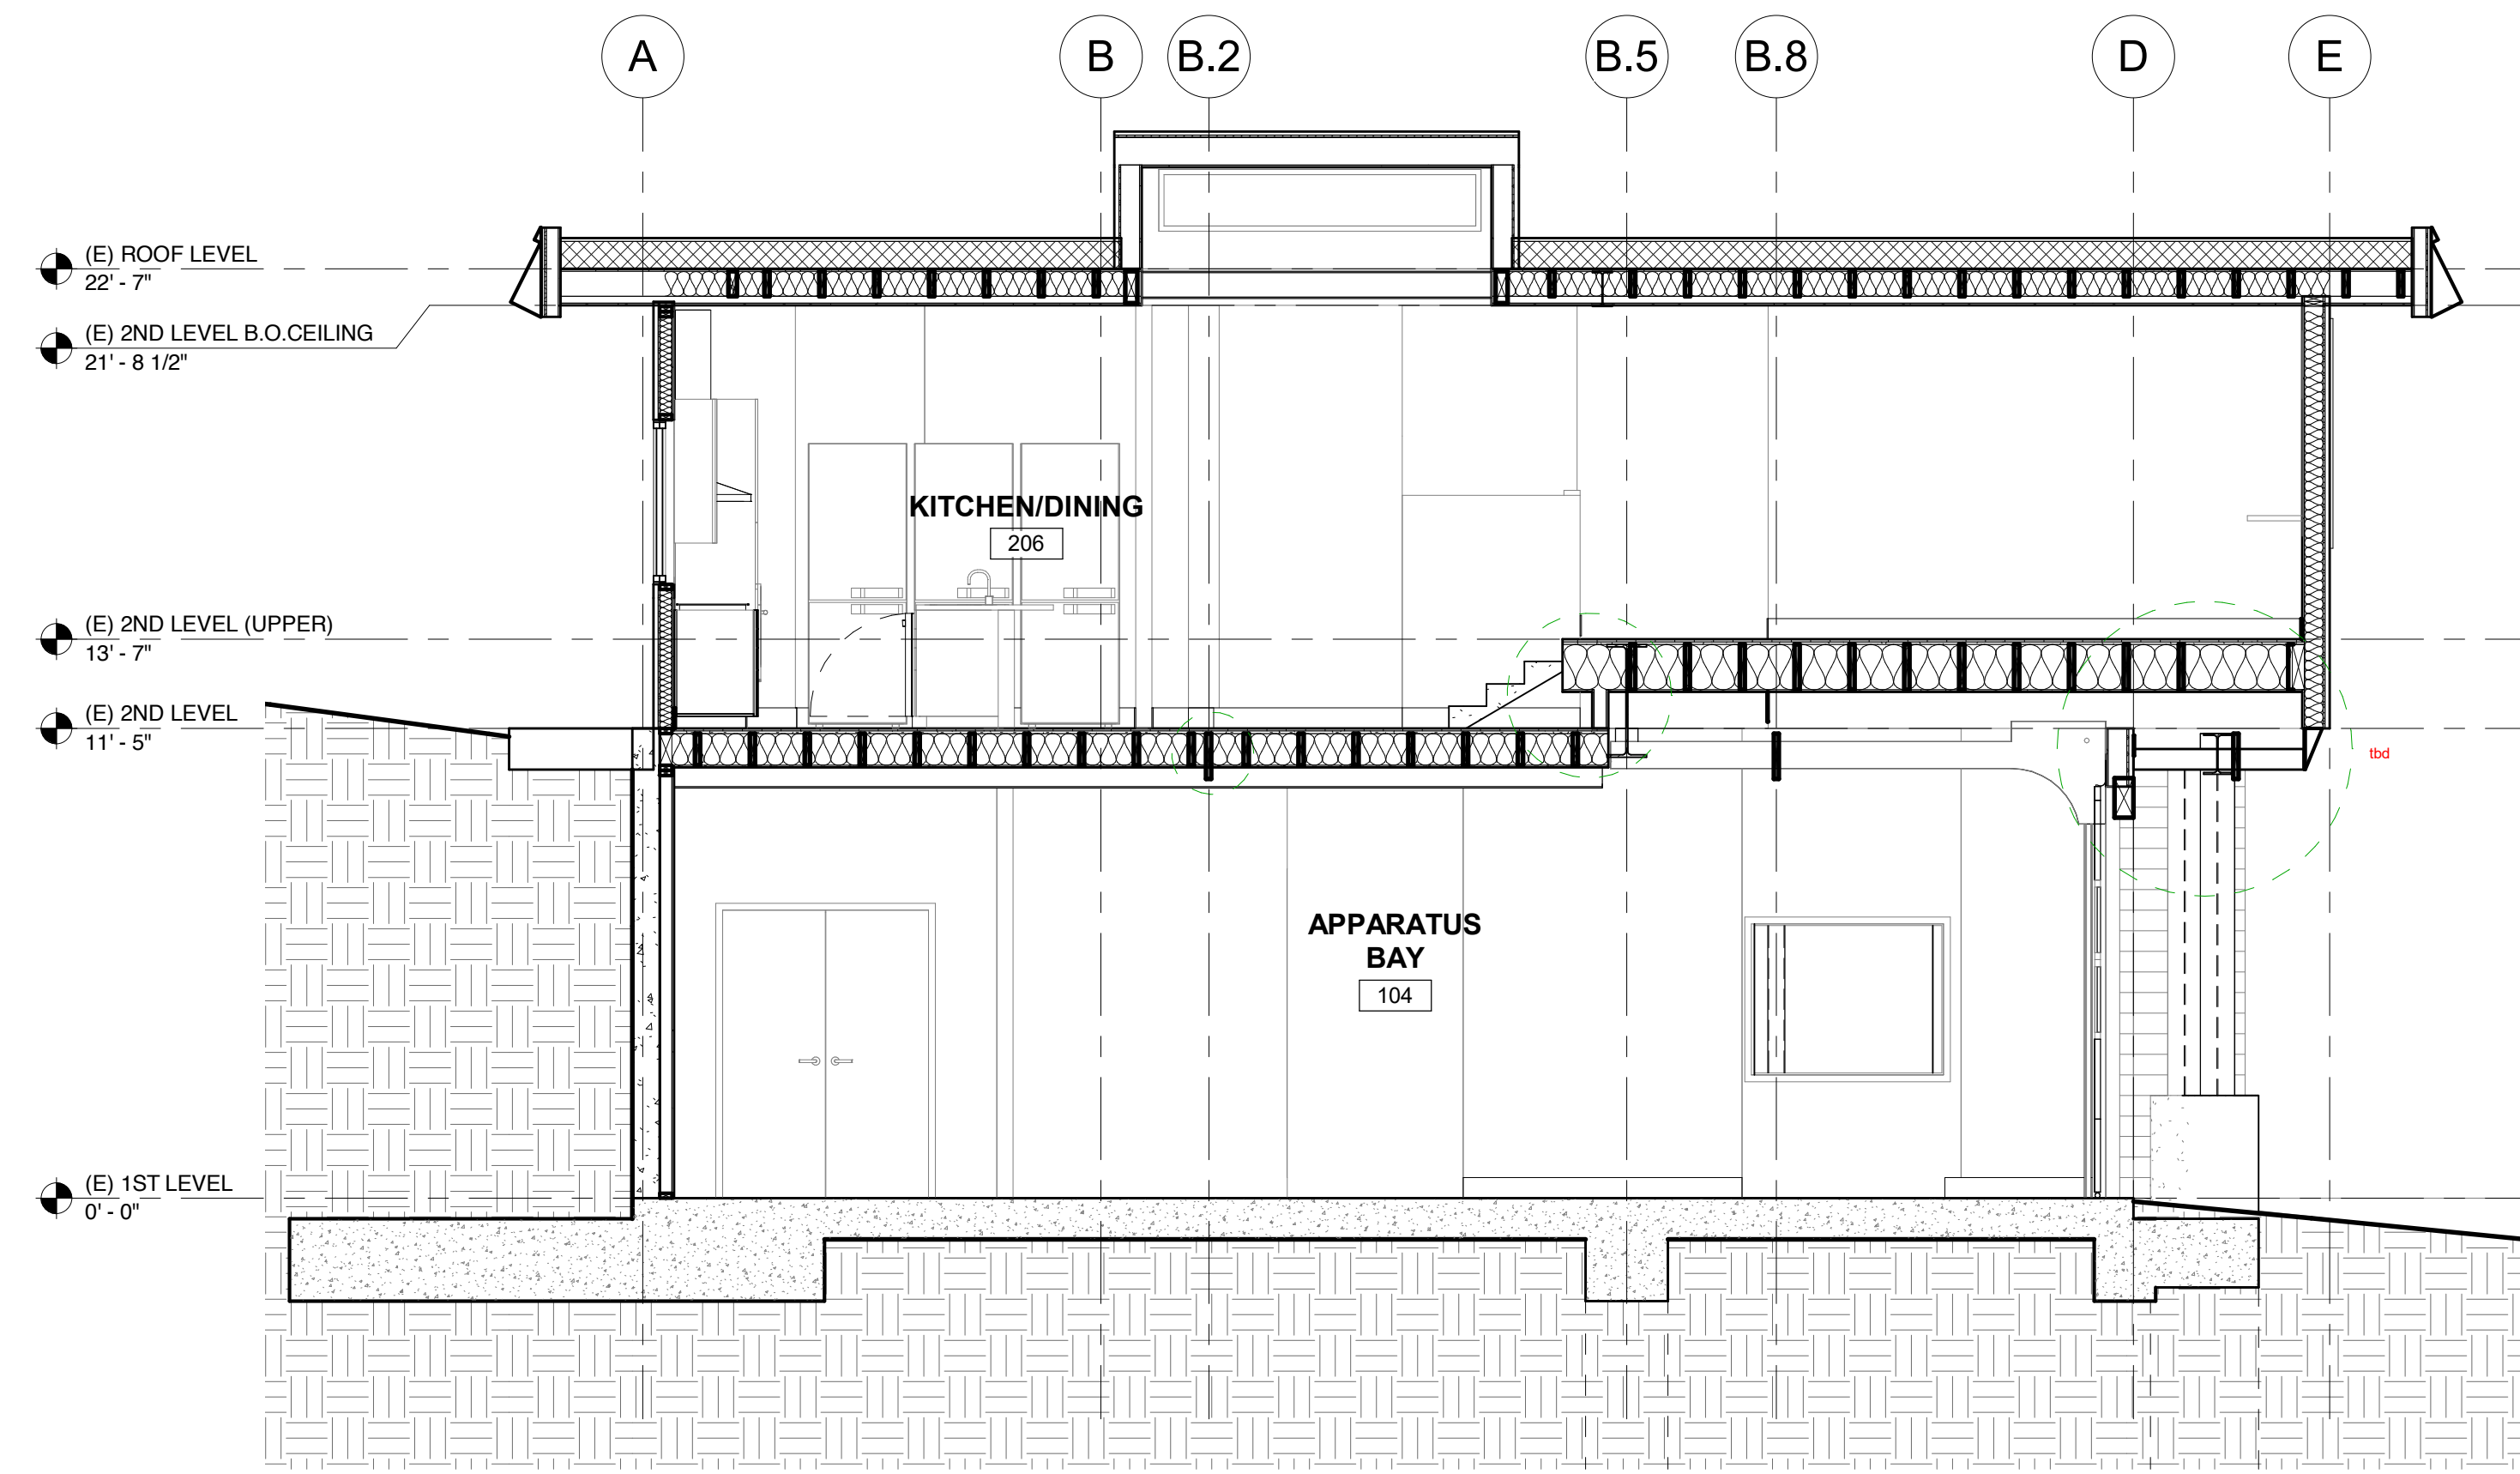 A
B
B.2
B.5
B.8
D
E
(E) ROOF LEVEL
22' - 7"
(E) 2ND LEVEL B.O.CEILING
21' - 8 1/2"
KITCHEN/DINING
206
(E) 2ND LEVEL (UPPER)
13' - 7"
(E) 2ND LEVEL
11' - 5"
tbd
APPARATUS
BAY
104
(E) 1ST LEVEL
0' - 0"